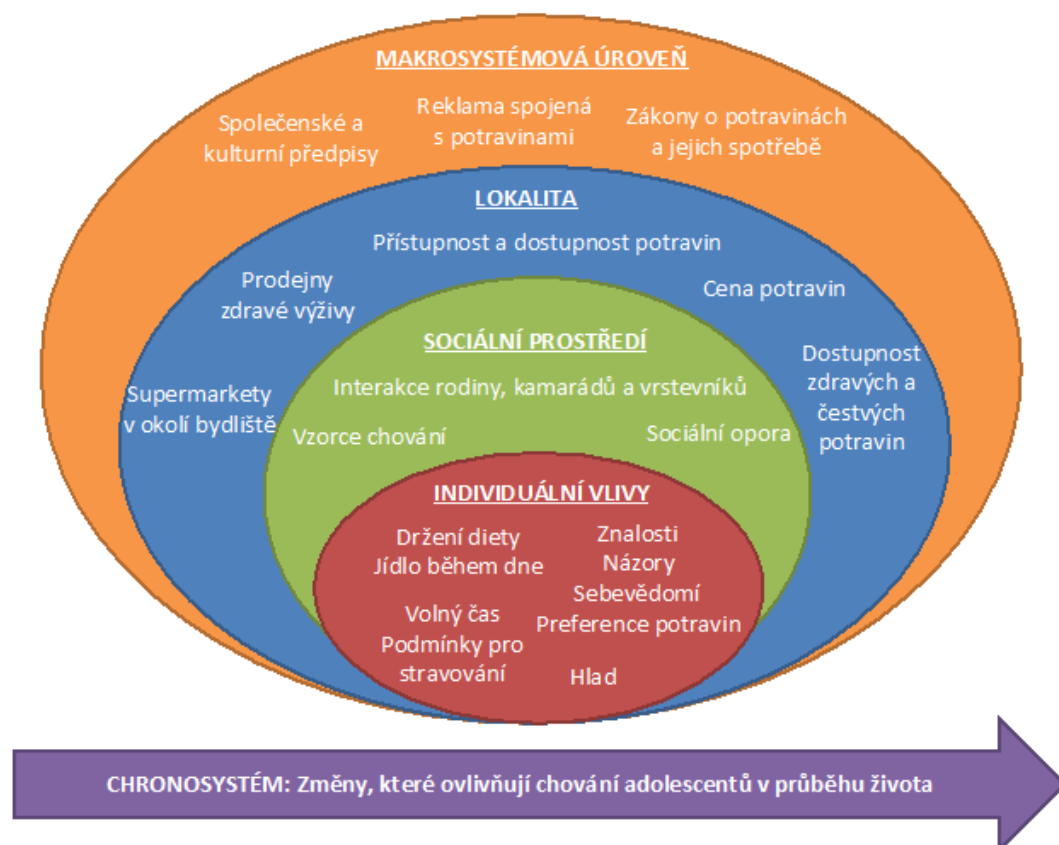 MAKROSYSTÉMOVÁ ÚROVEŇ
Společenské a
kulturní předpisy
Reklama spojená
s potravinami
Zákony o potravinách
a jejich spotřebě
LOKALITA
Přístupnost a dostupnost potravin
Prodejny
zdravé výživy
Cena potravin
Supermarkety
v okolí bydliště
Dostupnost
zdravých a
čestvých
potravin
SOCIÁLNÍ PROSTŘEDÍ
Interakce rodiny, kamarádů a vrstevníků
Vzorce chování
Sociální opora
INDIVIDUÁLNÍ VLIVY
Držení diety
Jídlo během dne
Volný čas
Podmínky pro
stravování
Znalosti
Názory
Sebevědomí
Preference potravin
Hlad
CHRONOSYSTÉM: Změny, které ovlivňují chování adolescentů v průběhu života